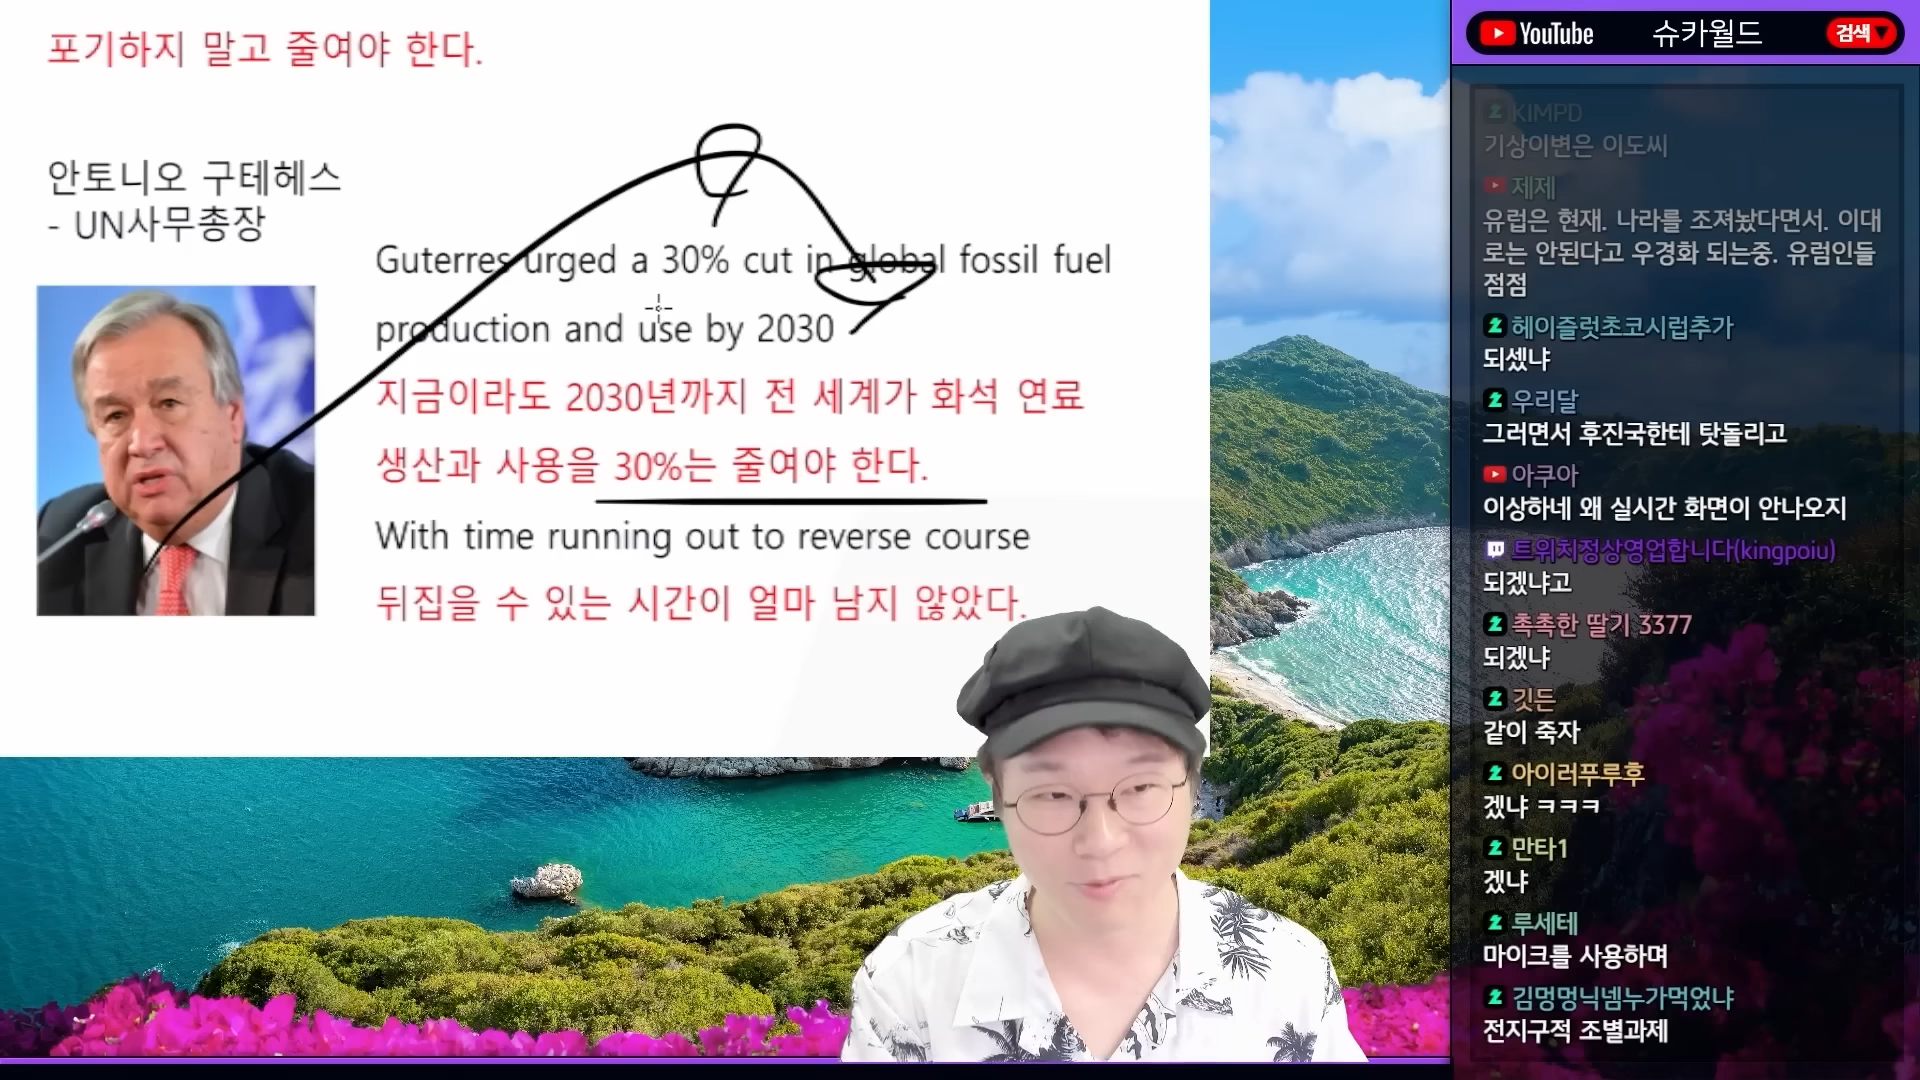 포기하지 말고 줄여야 한다.
안토니오 구테헤스
- UN사무총장
Guterres urged a 30% cut in global fossil fuel
production and use by 2030
지금이라도 2030년까지 전 세계가 화석 연료
생산과 사용을 30%는 줄여야 한다.
With time running out to reverse course
뒤집을 수 있는 시간이 얼마 남지 않았다.
YouTube 슈카월드 검색
KIMPD
기상이변은 이도씨
제제
유럽은 현재. 나라를 조져놨다면서. 이대
로는 안된다고 우경화 되는중. 유럼인들
점점
헤이즐럿초코시럽추가
되셌냐
우리달
그러면서 후진국한테 탓돌리고
아쿠아
이상하네 왜 실시간 화면이 안나오지
트위치정상영업합니다(kingpoiu)
되겠냐고
촉촉한 딸기 3377
되겠냐
깃든
같이 죽자
아이러푸루후
겠냐 ㅋㅋㅋ
만타1
겠냐
루세테
마이크를 사용하며
김멍멍닉넴누가먹었냐
전지구적 조별과제